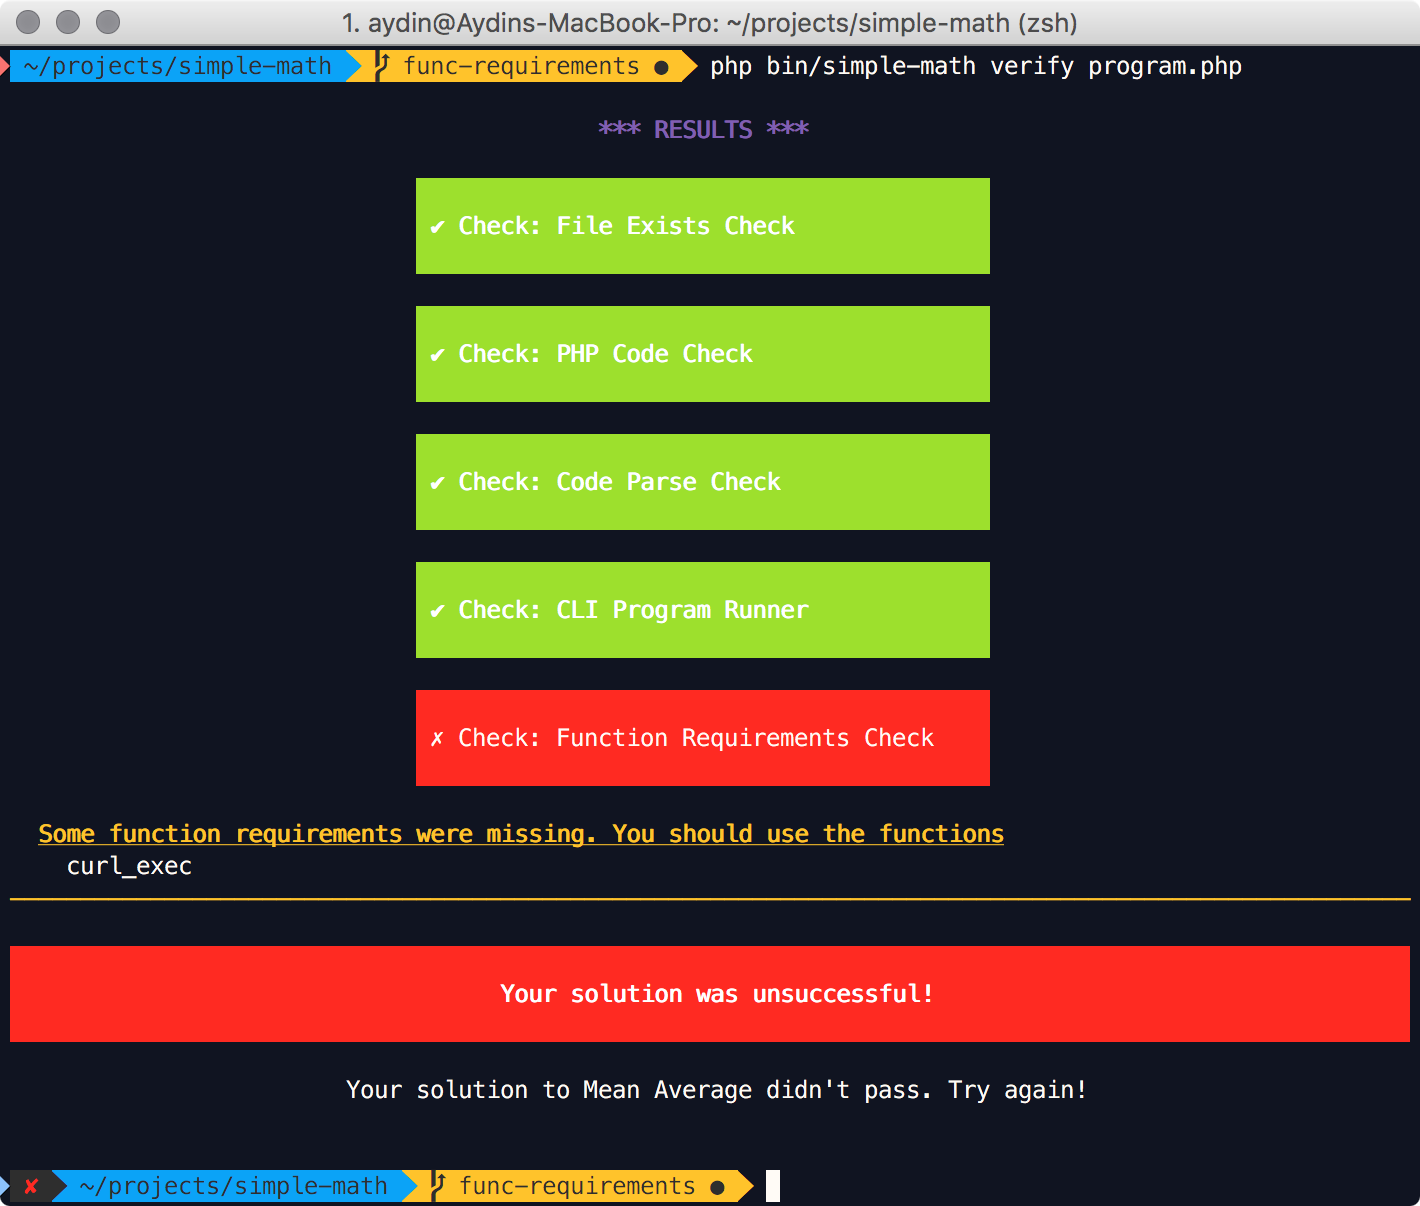 1. aydin@Aydins-MacBook-Pro: ~/projects/simple-math (zsh)
~/projects/simple-math func-requirements ● php bin/simple-math verify program.php
*** RESULTS ***
✔ Check: File Exists Check
✔ Check: PHP Code Check
✔ Check: Code Parse Check
✔ Check: CLI Program Runner
✗ Check: Function Requirements Check
Some function requirements were missing. You should use the functions
curl_exec
Your solution was unsuccessful!
Your solution to Mean Average didn't pass. Try again!
✘ ~/projects/simple-math func-requirements ●